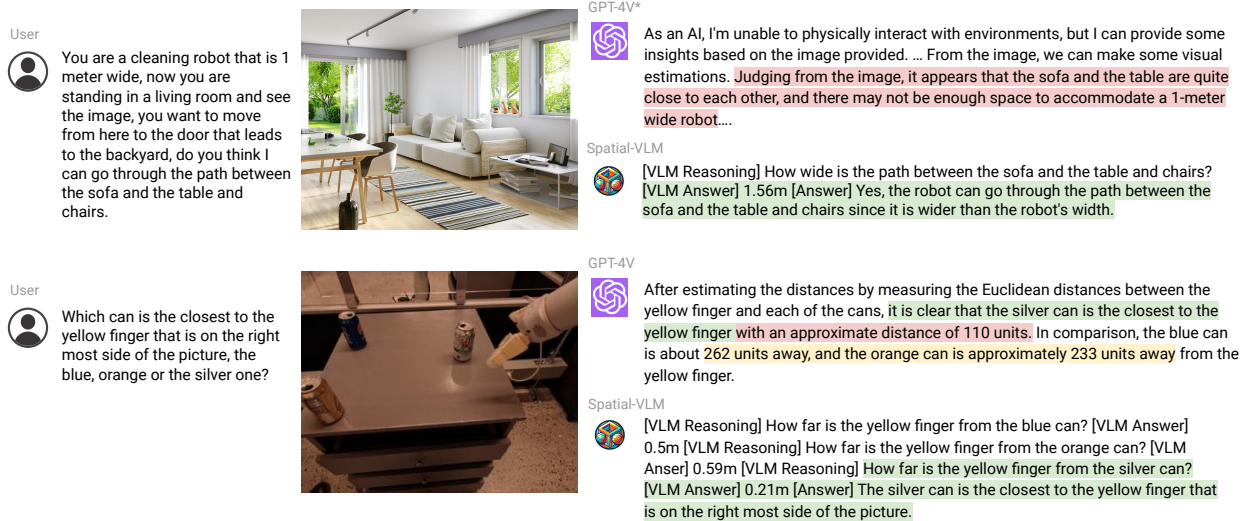 User
You are a cleaning robot that is 1
meter wide, now you are
standing in a living room and see
the image, you want to move
from here to the door that leads
to the backyard, do you think I
can go through the path between
the sofa and the table and
chairs.
GPT-4V*
As an AI, I'm unable to physically interact with environments, but I can provide some
insights based on the image provided. … From the image, we can make some visual
estimations. Judging from the image, it appears that the sofa and the table are quite
close to each other, and there may not be enough space to accommodate a 1-meter
wide robot….
Spatial-VLM
[VLM Reasoning] How wide is the path between the sofa and the table and chairs?
[VLM Answer] 1.56m [Answer] Yes, the robot can go through the path between the
sofa and the table and chairs since it is wider than the robot's width.
User
Which can is the closest to the
yellow finger that is on the right
most side of the picture, the
blue, orange or the silver one?
GPT-4V
After estimating the distances by measuring the Euclidean distances between the
yellow finger and each of the cans, it is clear that the silver can is the closest to the
yellow finger with an approximate distance of 110 units. In comparison, the blue can
is about 262 units away, and the orange can is approximately 233 units away from the
yellow finger.
Spatial-VLM
[VLM Reasoning] How far is the yellow finger from the blue can? [VLM Answer]
0.5m [VLM Reasoning] How far is the yellow finger from the orange can? [VLM
Anser] 0.59m [VLM Reasoning] How far is the yellow finger from the silver can?
[VLM Answer] 0.21m [Answer] The silver can is the closest to the yellow finger that
is on the right most side of the picture.